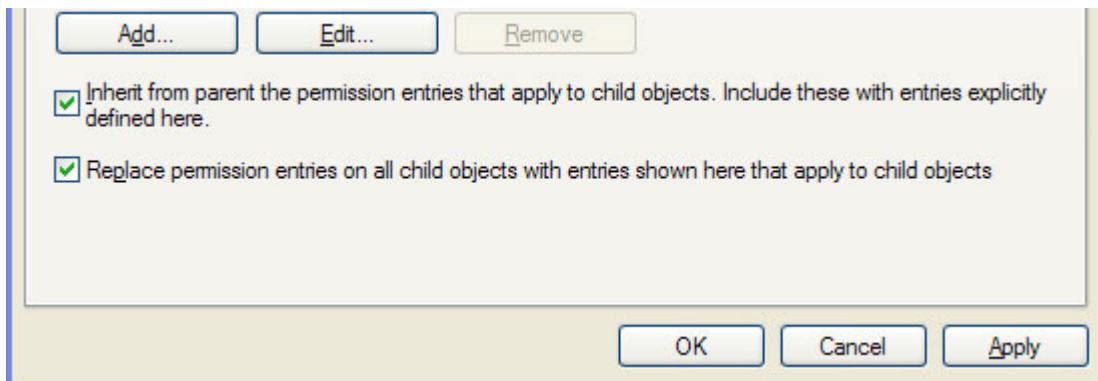 Add... Edit... Remove
Inherit from parent the permission entries that apply to child objects. Include these with entries explicitly
defined here.
Replace permission entries on all child objects with entries shown here that apply to child objects
OK Cancel Apply